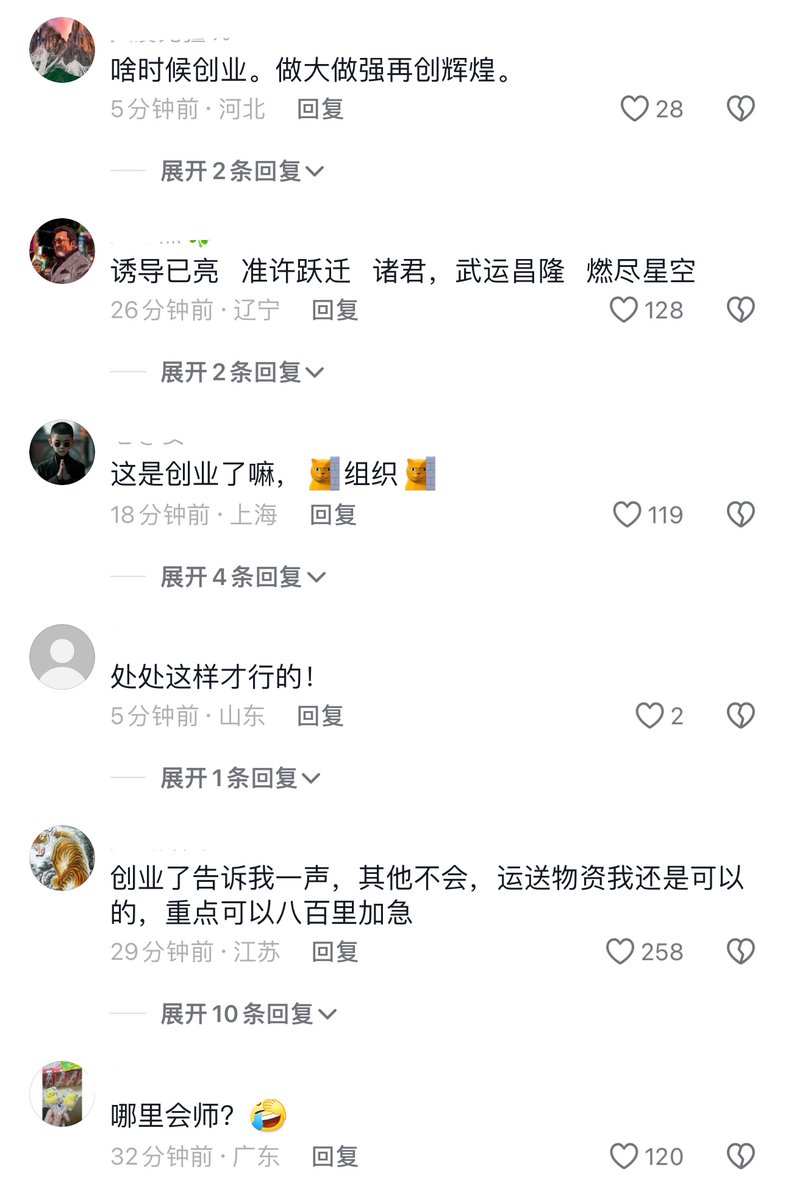 啥时候创业。做大做强再创辉煌。
5分钟前·河北 回复 28
展开2条回复
诱导已亮 准许跃迁 诸君，武运昌隆 燃尽星空
26分钟前·辽宁 回复 128
展开2条回复
这是创业了嘛，组织
18分钟前·上海 回复 119
展开4条回复
处处这样才行的！
5分钟前·山东 回复 2
展开1条回复
创业了告诉我一声，其他不会，运送物资我还是可以
的，重点可以八百里加急
29分钟前·江苏 回复 258
展开10条回复
哪里会师？
32分钟前·广东 回复 120